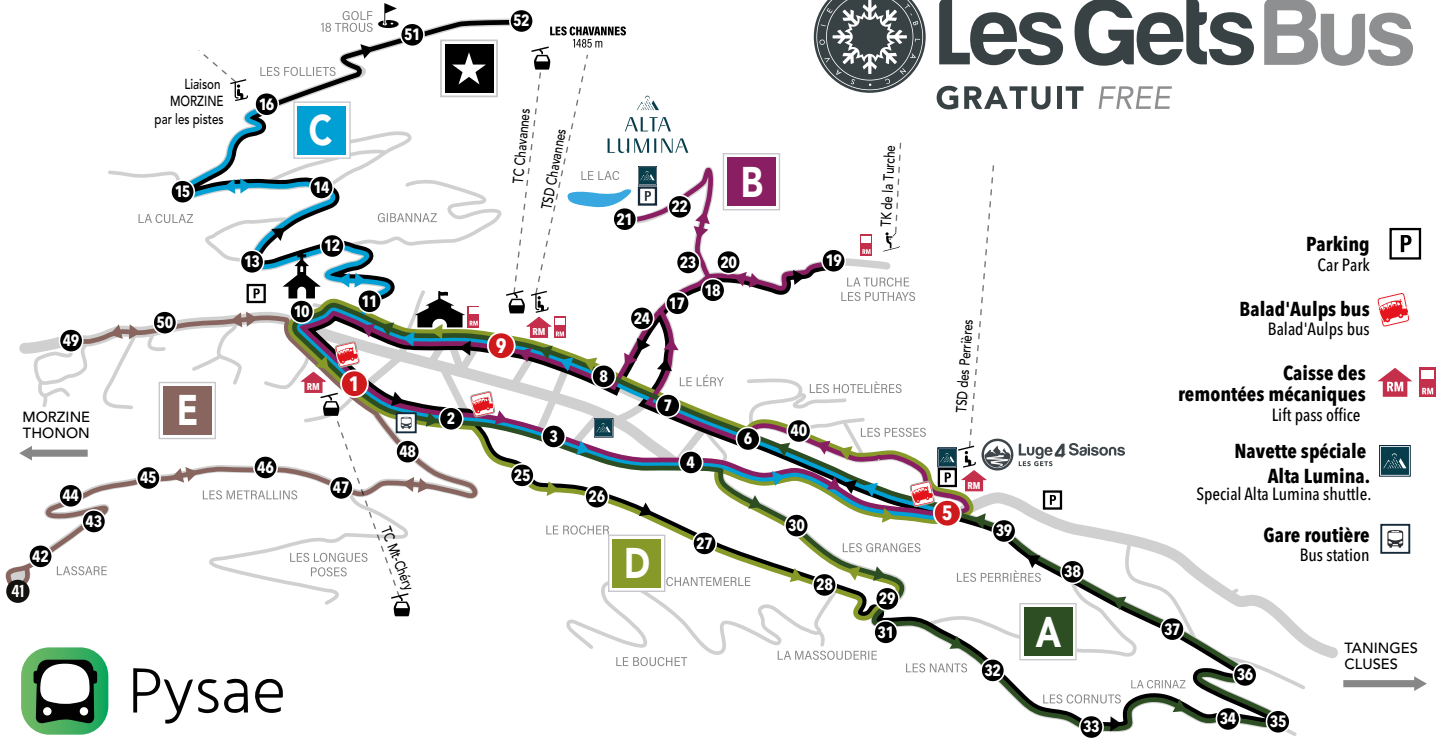 Les Gets Bus
GRATUIT FREE
GOLF
18 TROUS
51
52
LES CHAVANNES
1485 m
LES FOLLIETS
Liaison
MORZINE
par les pistes
16
C
TC Chavannes
TSD Chavannes
ALTA
LUMINA
LE LAC
P
B
TK de la Turche
15
14
LA CULAZ
GIBANNAZ
21
22
13
12
P
11
10
23
20
19
RM
18
17
24
LA TURCHE
LES PUTHAYS
Parking
Car Park
P
Balad'Aulps bus
Balad'Aulps bus
Caisse des
remontées mécaniques
Lift pass office
RM
RM
Navette spéciale
Alta Lumina.
Special Alta Lumina shuttle.
Gare routière
Bus station
49
50
RM
RM
RM
9
8
LE LÉRY
7
LES HOTELIÈRES
TSD des Perrières
1
RM
E
MORZINE
THONON
2
3
4
6
40
LES PESSES
Luge 4 Saisons
LES GETS
P
RM
P
5
48
44
45
46
47
LES METRALLINS
43
42
41
LASSARE
LES LONGUES
POSES
TC Mt-Chéry
25
26
LE ROCHER
27
D
CHANTEMERLE
28
30
LES GRANGES
29
31
39
LES PERRIÈRES
38
37
36
A
LE BOUCHET
LA MASSOUDERIE
LES NANTS
32
LES CORNUTS
LA CRINAZ
33
34
35
TANINGES
CLUSES
Pysae